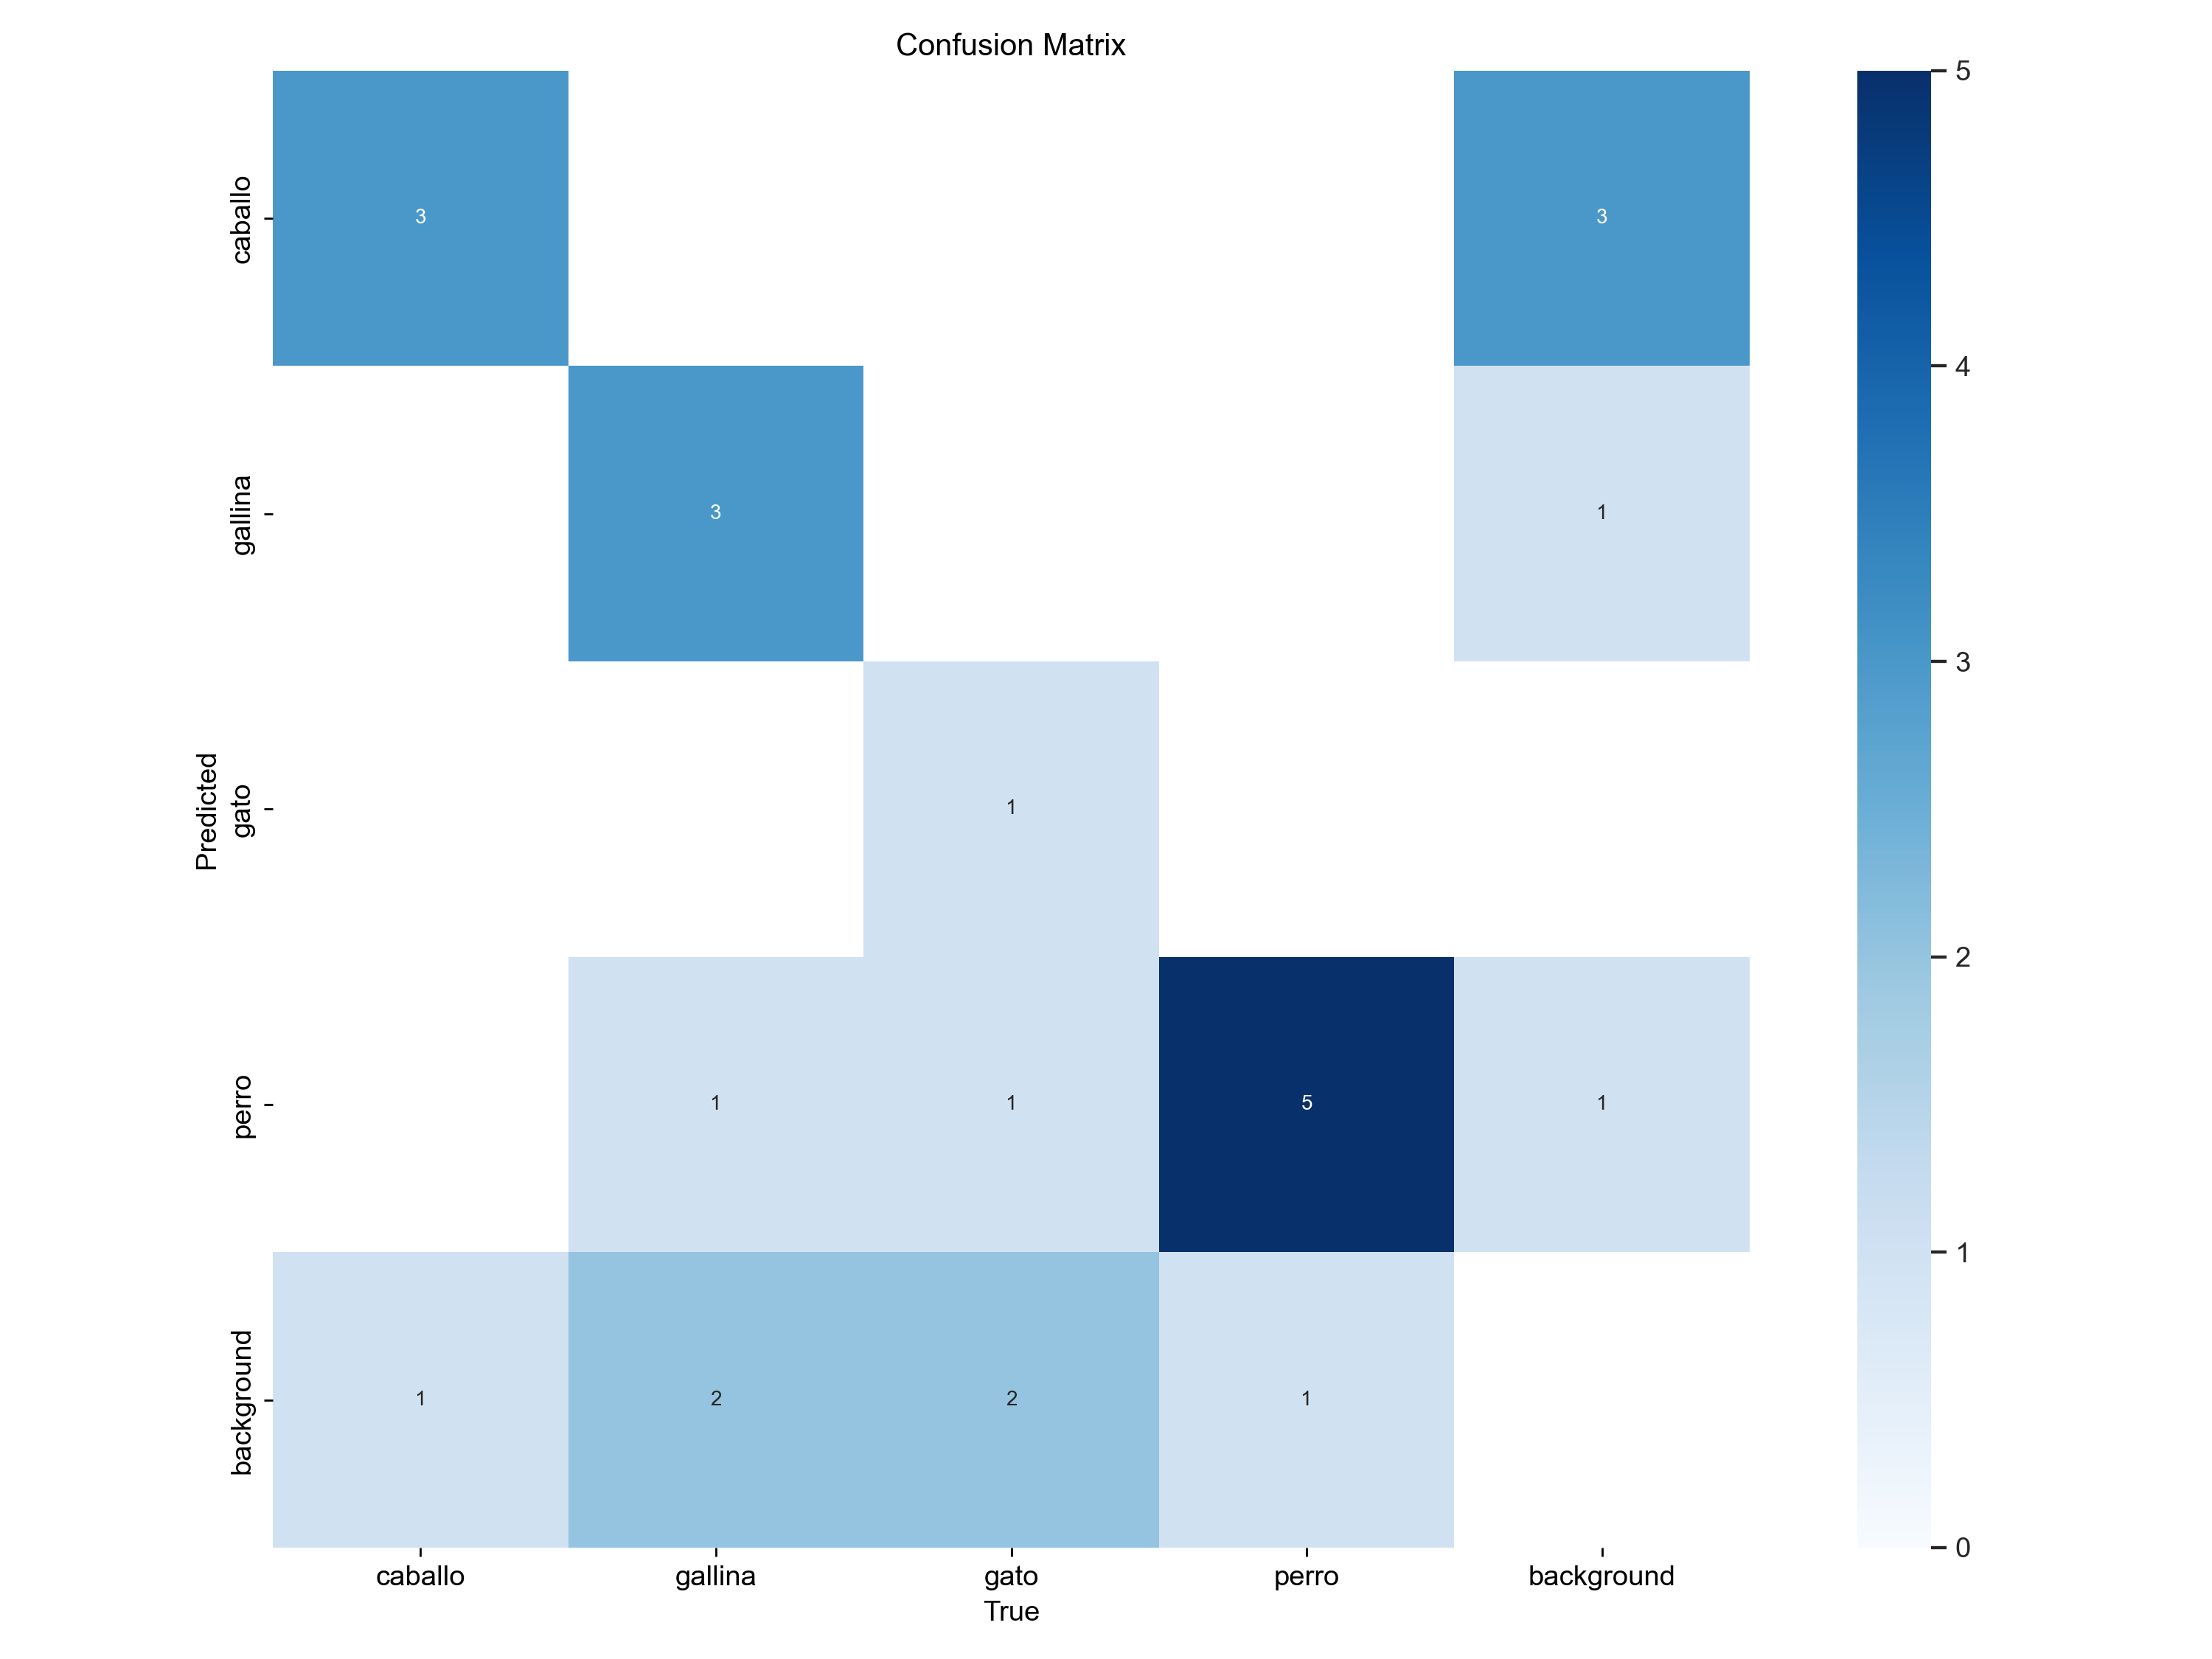 Confusion Matrix
caballo
gallina
gato
perro
background
Predicted
3
3
3
1
1
1
1
5
1
1
2
2
1
caballo
gallina
gato
perro
background
True
5
4
3
2
1
0